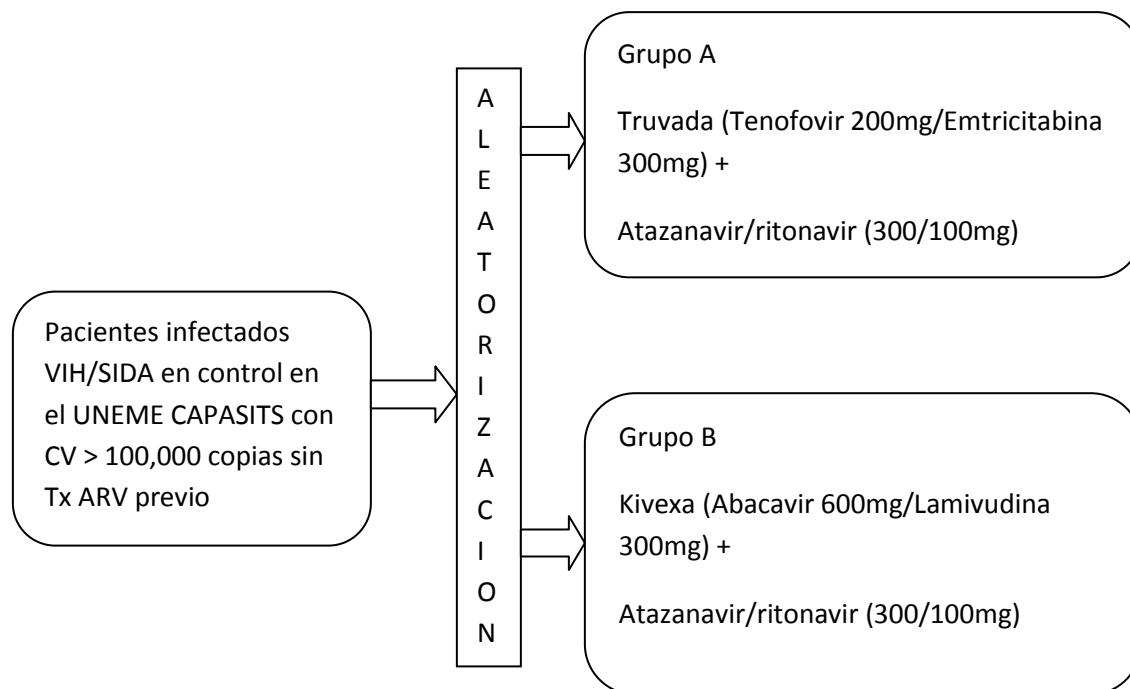 Pacientes infectados
VIH/SIDA en control en
el UNEME CAPASITS con
CV > 100,000 copias sin
Tx ARV previo
A
L
E
A
T
O
R
I
Z
A
C
I
O
N
Grupo A
Truvada (Tenofovir 200mg/Emtricitabina
300mg) +
Atazanavir/ritonavir (300/100mg)
Grupo B
Kivexa (Abacavir 600mg/Lamivudina
300mg) +
Atazanavir/ritonavir (300/100mg)